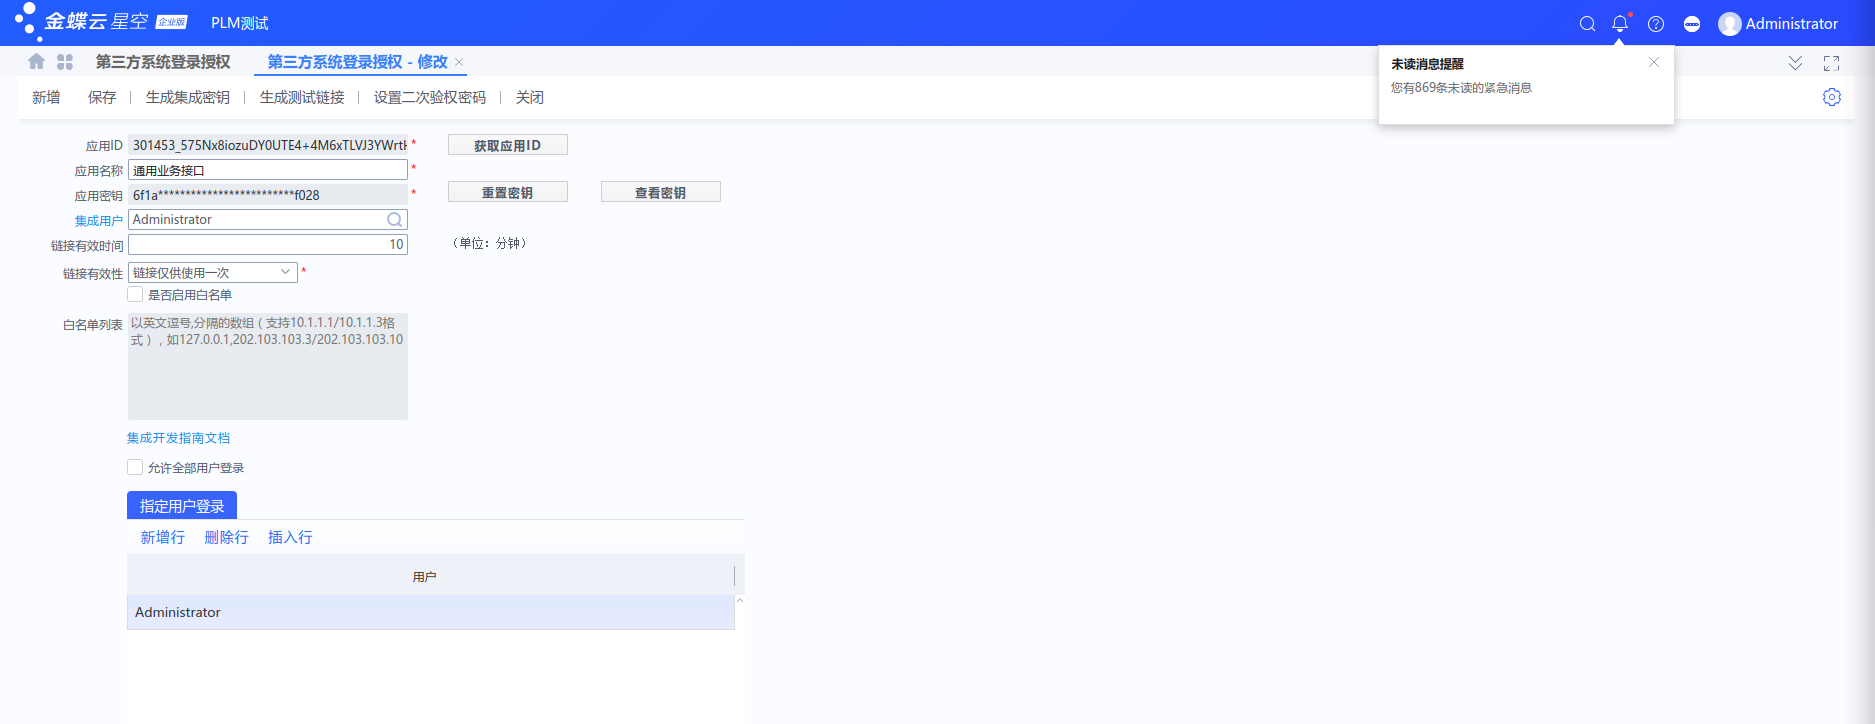 金蝶云 星空 企业版 PLM测试 Administrator
第三方系统登录授权 第三方系统登录授权 - 修改
未读消息提醒
您有869条未读的紧急消息
新增 保存 生成集成密钥 生成测试链接 设置二次验权密码 关闭
应用ID 301453_575Nx8iozuDY0UTE4+4M6xTLVJ3YWrtH * 获取应用ID
应用名称 通用业务接口 *
应用密钥 6f1a*************************f028 * 重置密钥 查看密钥
集成用户 Administrator
链接有效时间 10 （单位：分钟）
链接有效性 链接仅供使用一次 *
是否启用白名单
白名单列表 以英文逗号,分隔的数组（支持10.1.1.1/10.1.1.3格
式），如127.0.0.1,202.103.103.3/202.103.103.10
集成开发指南文档
允许全部用户登录
指定用户登录
新增行 删除行 插入行
用户
Administrator